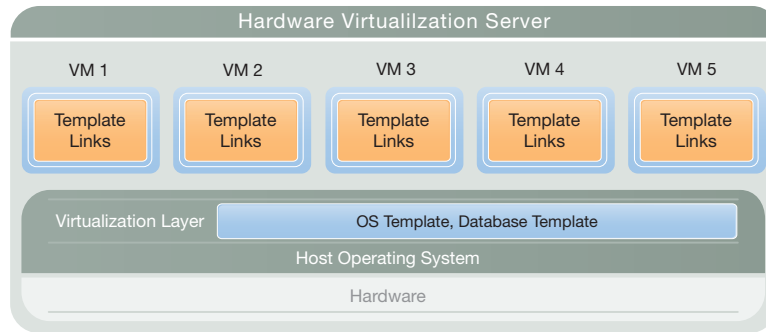 Hardware Virtualilzation Server
VM 1 VM 2 VM 3 VM 4 VM 5
Template Template Template Template Template
Links Links Links Links Links
Virtualization Layer OS Template, Database Template
Host Operating System
Hardware